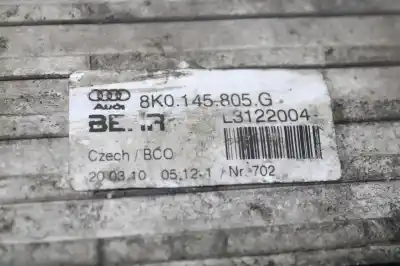 Audi 8K0.145.805.G
L3122004
Czech / BCO
20.03.10 05.12-1 / Nr. 702